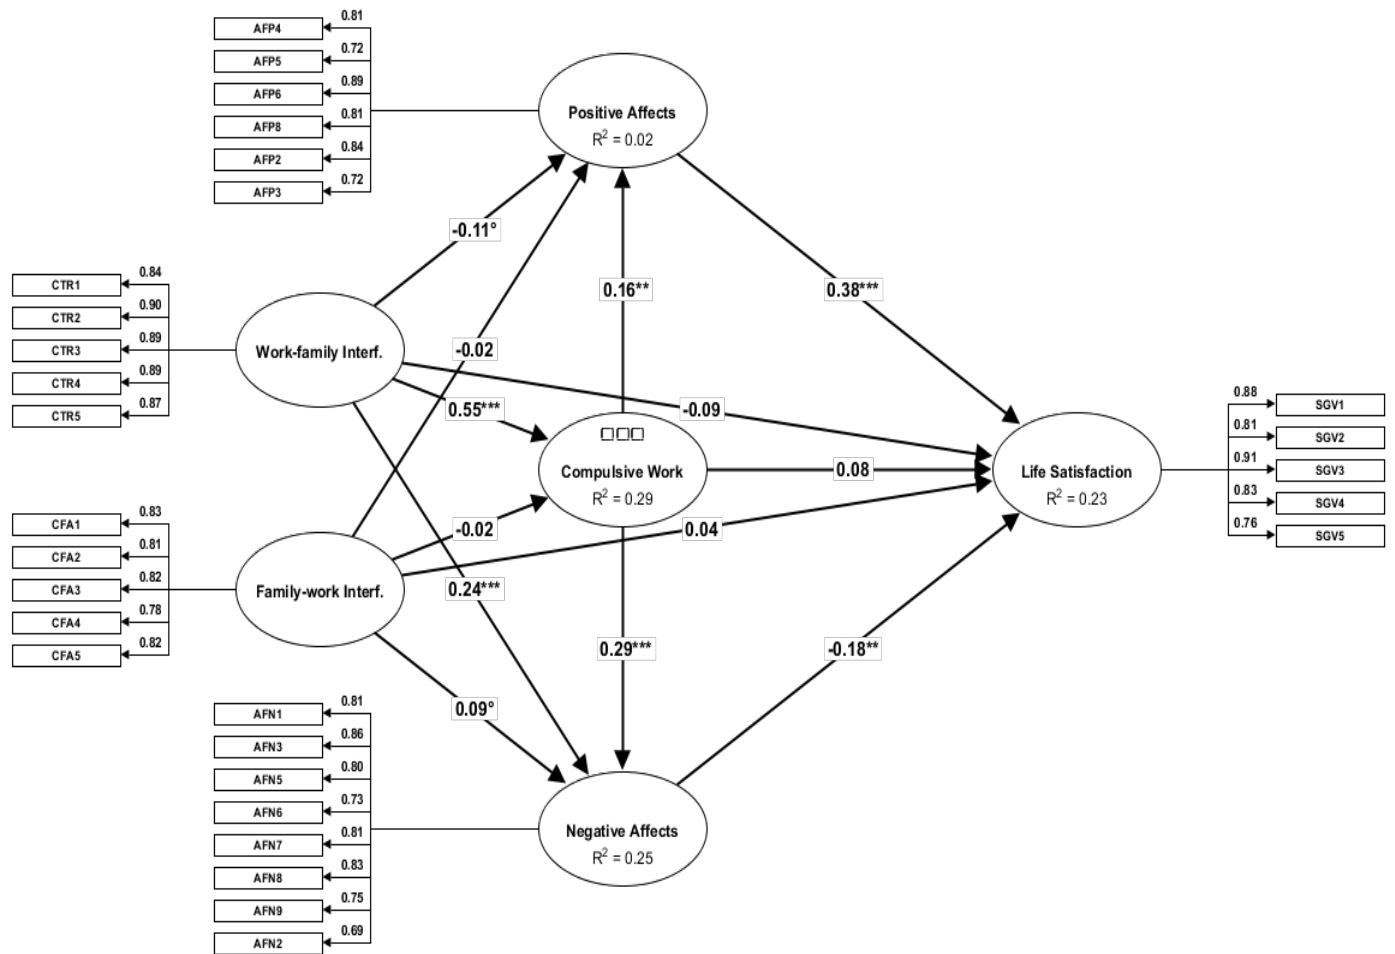 0.81
AFP4
0.72
AFP5
0.89
AFP6
0.81
AFP8
0.84
AFP2
0.72
AFP3
Positive Affects
R² = 0.02
-0.11°
0.16**
0.38***
0.84
CTR1
0.90
CTR2
0.89
CTR3
0.89
CTR4
0.87
CTR5
Work-family Interf.
-0.02
0.55***
-0.09
Compulsive Work
R² = 0.29
0.08
Life Satisfaction
R² = 0.23
0.88
SGV1
0.81
SGV2
0.91
SGV3
0.83
SGV4
0.76
SGV5
0.83
CFA1
0.81
CFA2
0.82
CFA3
0.78
CFA4
0.82
CFA5
Family-work Interf.
-0.02
0.04
0.24***
0.29***
-0.18**
0.09°
0.81
AFN1
0.86
AFN3
0.80
AFN5
0.73
AFN6
0.81
AFN7
0.83
AFN8
0.75
AFN9
0.69
AFN2
Negative Affects
R² = 0.25